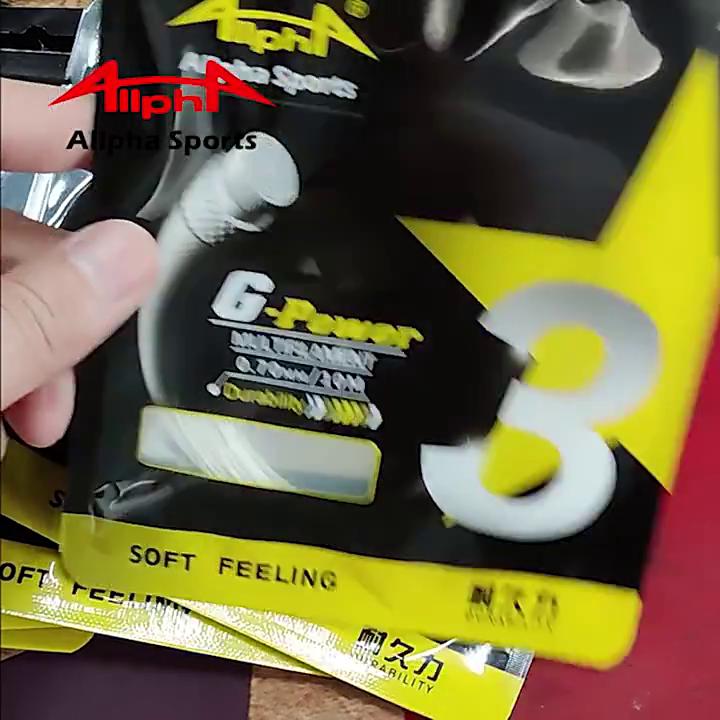 AllphA®
Allpha Sports
AllphA
Allpha Sports
G-Power
MULTIFILAMENT
0.70mm/10M
Durability
3
SOFT FEELING
耐久力
DURABILITY
SOFT FEELING
耐久力
DURABILITY